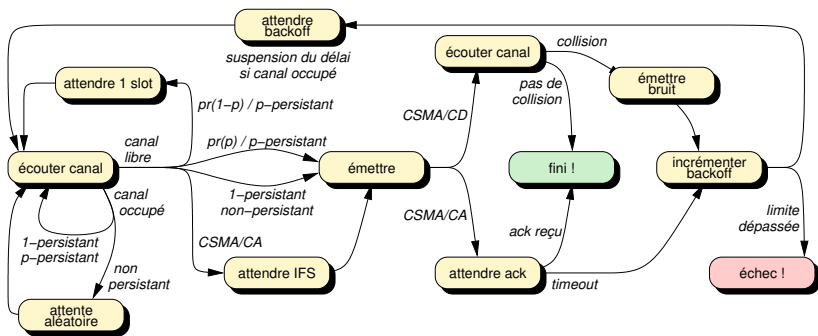 attendre
backoff
suspension du délai
si canal occupé
écouter canal
collision
émettre
bruit
attendre 1 slot
pas de
collision
pr(1−p) / p−persistant
CSMA/CD
canal
libre
pr(p) / p−persistant
écouter canal
émettre
fini !
incrémenter
backoff
canal
occupé
1−persistant
non−persistant
1−persistant
p−persistant
CSMA/CA
CSMA/CA
ack reçu
limite
dépassée
non
persistant
attendre IFS
attendre ack
timeout
échec !
attente
aléatoire